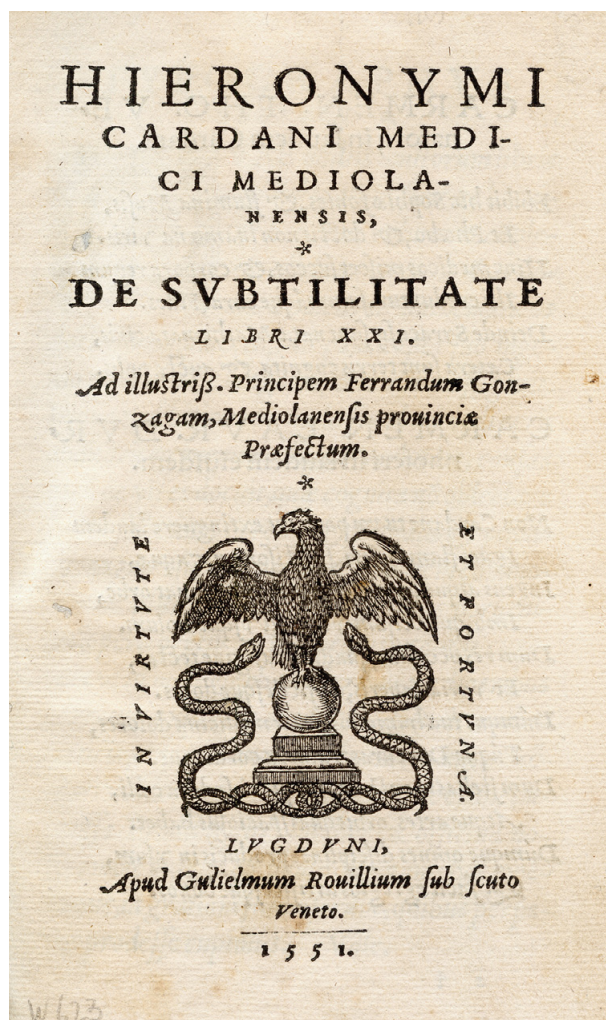 HIERONYMI
CARDANI MEDI-
CI MEDIOLA-
NENSIS,
DE SVBTILITATE
LIBRI XXI.
Ad illustriß. Principem Ferrandum Gon-
zagam, Mediolanenſis prouinciæ
Præfectum.
IN VIRTVTE
ET FORTVNA.
LVGDVNI,
Apud Gulielmum Rouillium ſub ſcuto
Veneto.
1551.
W 623